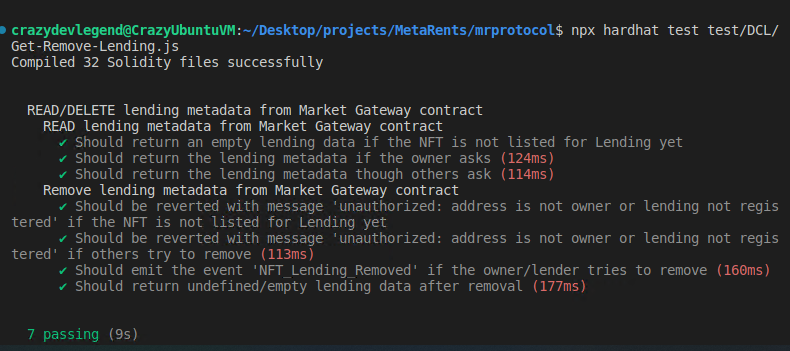 crazydevlegend@CrazyUbuntuVM:~/Desktop/projects/MetaRents/mrprotocol$ npx hardhat test test/DCL/
Get-Remove-Lending.js
Compiled 32 Solidity files successfully
READ/DELETE lending metadata from Market Gateway contract
READ lending metadata from Market Gateway contract
✔ Should return an empty lending data if the NFT is not listed for Lending yet
✔ Should return the lending metadata if the owner asks (124ms)
✔ Should return the lending metadata though others ask (114ms)
Remove lending metadata from Market Gateway contract
✔ Should be reverted with message 'unauthorized: address is not owner or lending not regis
tered' if the NFT is not listed for Lending yet
✔ Should be reverted with message 'unauthorized: address is not owner or lending not regis
tered' if others try to remove (113ms)
✔ Should emit the event 'NFT_Lending_Removed' if the owner/lender tries to remove (160ms)
✔ Should return undefined/empty lending data after removal (177ms)
7 passing (9s)